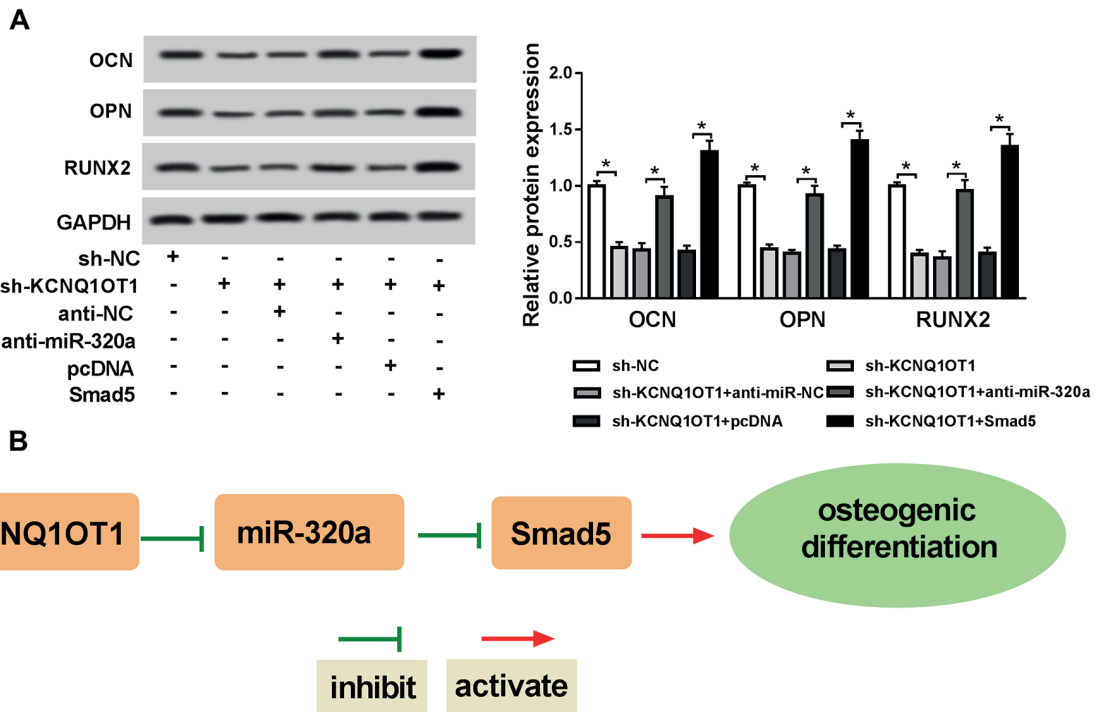 A
OCN
OPN
RUNX2
GAPDH
sh-NC + - - - - -
sh-KCNQ1OT1 - + + + + +
anti-NC - - + - - -
anti-miR-320a - - - + - -
pcDNA - - - - + -
Smad5 - - - - - +
Relative protein expression
2.0
1.5
1.0
0.5
0.0
* * * * * * * * *
OCN OPN RUNX2
sh-NC sh-KCNQ1OT1
sh-KCNQ1OT1+anti-miR-NC sh-KCNQ1OT1+anti-miR-320a
sh-KCNQ1OT1+pcDNA sh-KCNQ1OT1+Smad5
B
NQ1OT1 miR-320a Smad5 osteogenic
differentiation
inhibit activate